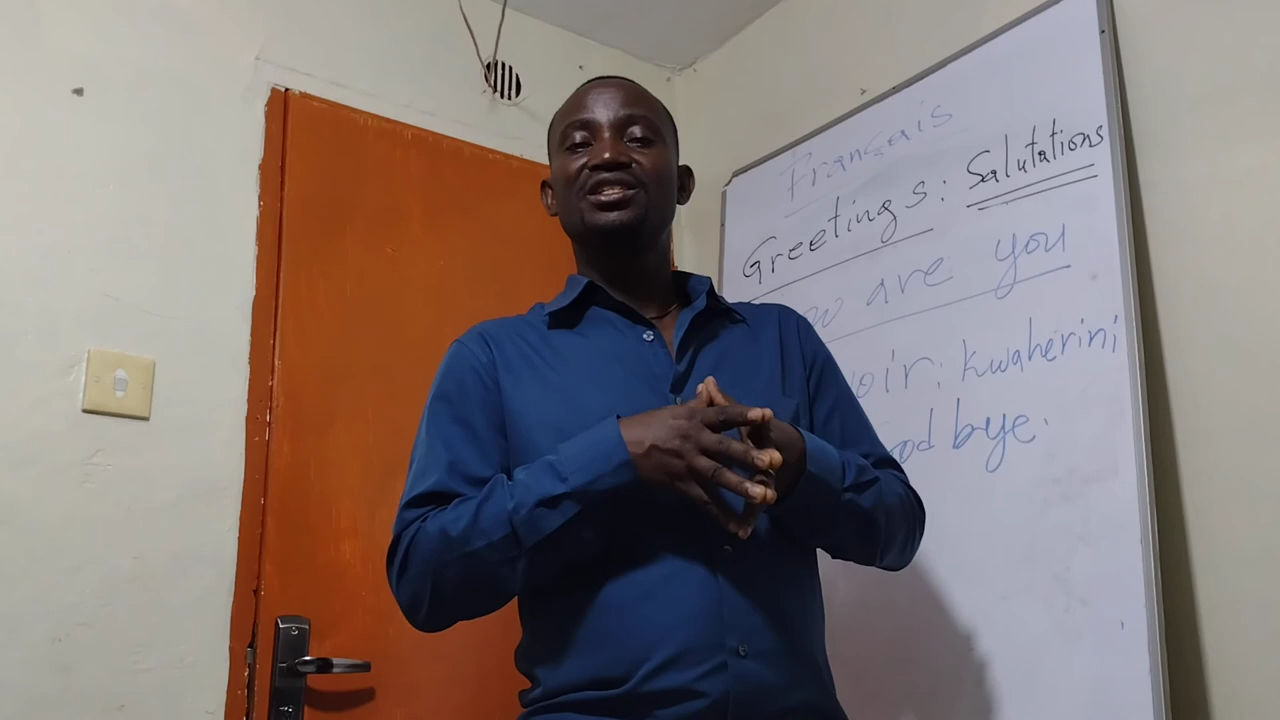 Français
Greetings: Salutations
are you
kwaherini
bye.